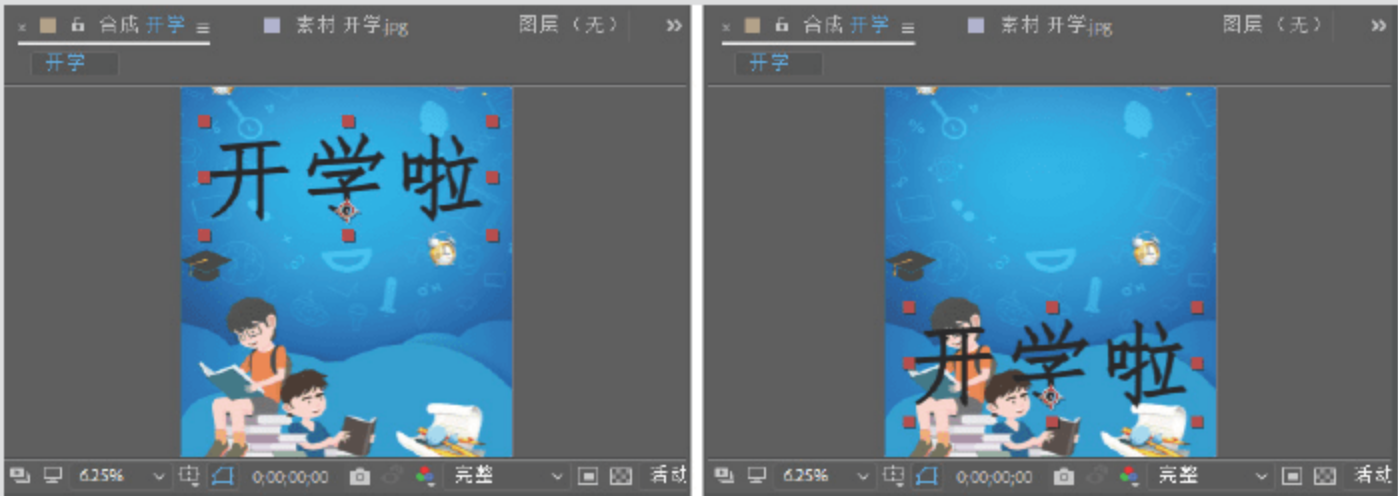 合成 开学
素材 开学.jpg
图层 （无）
开学
开学啦
6.25%
0;00;00;00
完整
活动
合成 开学
素材 开学.jpg
图层 （无）
开学
开学啦
6.25%
0;00;00;00
完整
活动